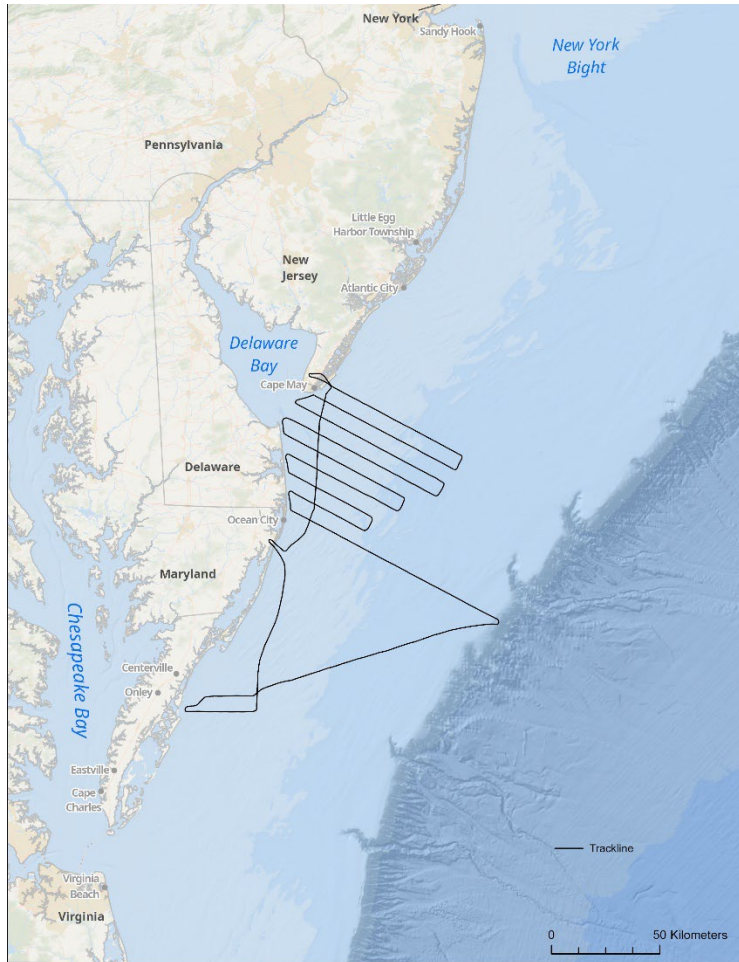 New York
Sandy Hook
New York
Bight
Pennsylvania
Little Egg
Harbor Township
New
Jersey
Atlantic City
Delaware
Bay
Cape May
Delaware
Ocean City
Maryland
Chesapeake Bay
Centerville
Onley
Eastville
Cape
Charles
Trackline
Virginia
Beach
Virginia
0 50 Kilometers